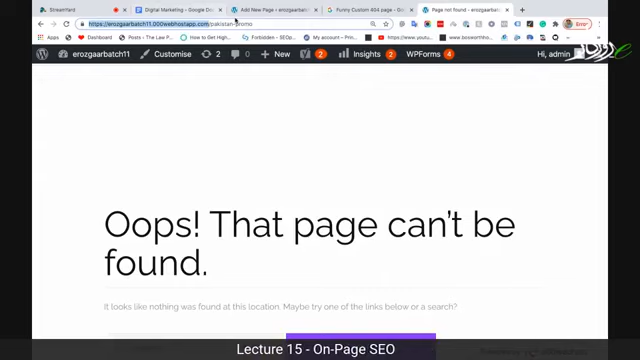 StreamYard
Digital Marketing - Google Do
Add New Page ‹ erozgaarbatch
Funny Custom 404 page - Goo
Page not found - erozgaarbatch
https://erozgaarbatch11.000webhostapp.com/pakistan-promo
Error
Apps
Dashboard
Posts ‹ The Law P
How to Get High
Forbidden - SEOp
My account - Prim
https://www.youtu
www.bosworthho
erozgaarbatch11
Customise
2
New
2
Insights
2
WPForms
4
Hi, admin
Oops! That page can't be
found.
It looks like nothing was found at this location. Maybe try one of the links below or a search?
Lecture 15 - On-Page SEO